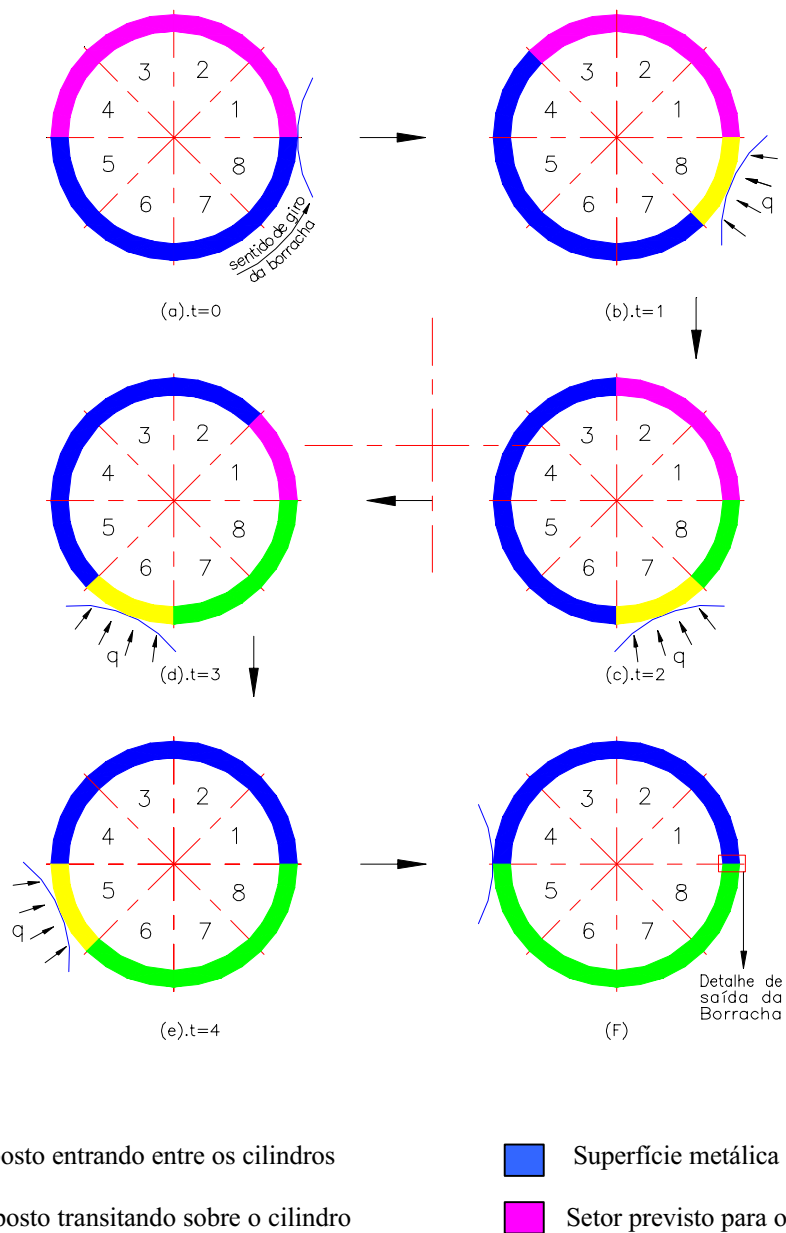 3 2
4 1
5 8
6 7
sentido de giro
da borracha
(a).t=0
3 2
4 1
5 8
6 7
q
(b).t=1
3 2
4 1
5 8
6 7
q
(d).t=3
3 2
4 1
5 8
6 7
q
(c).t=2
3 2
4 1
5 8
6 7
q
(e).t=4
3 2
4 1
5 8
6 7
(F)
Detalhe de
saída da
Borracha
osto entrando entre os cilindros
Superfície metálica
posto transitando sobre o cilindro
Setor previsto para o